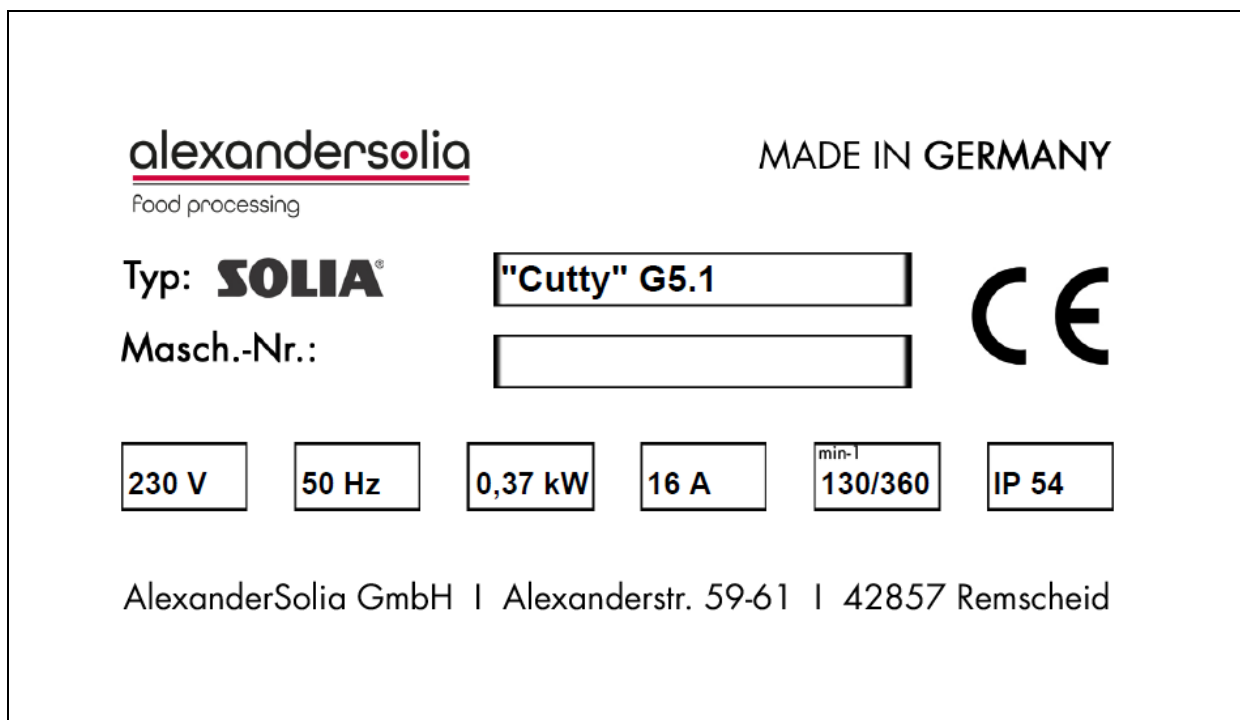 alexandersolia
MADE IN GERMANY
food processing
Typ: SOLIA® "Cutty" G5.1
CE
Masch.-Nr.:
230 V 50 Hz 0,37 kW 16 A min-1 130/360 IP 54
AlexanderSolia GmbH I Alexanderstr. 59-61 I 42857 Remscheid